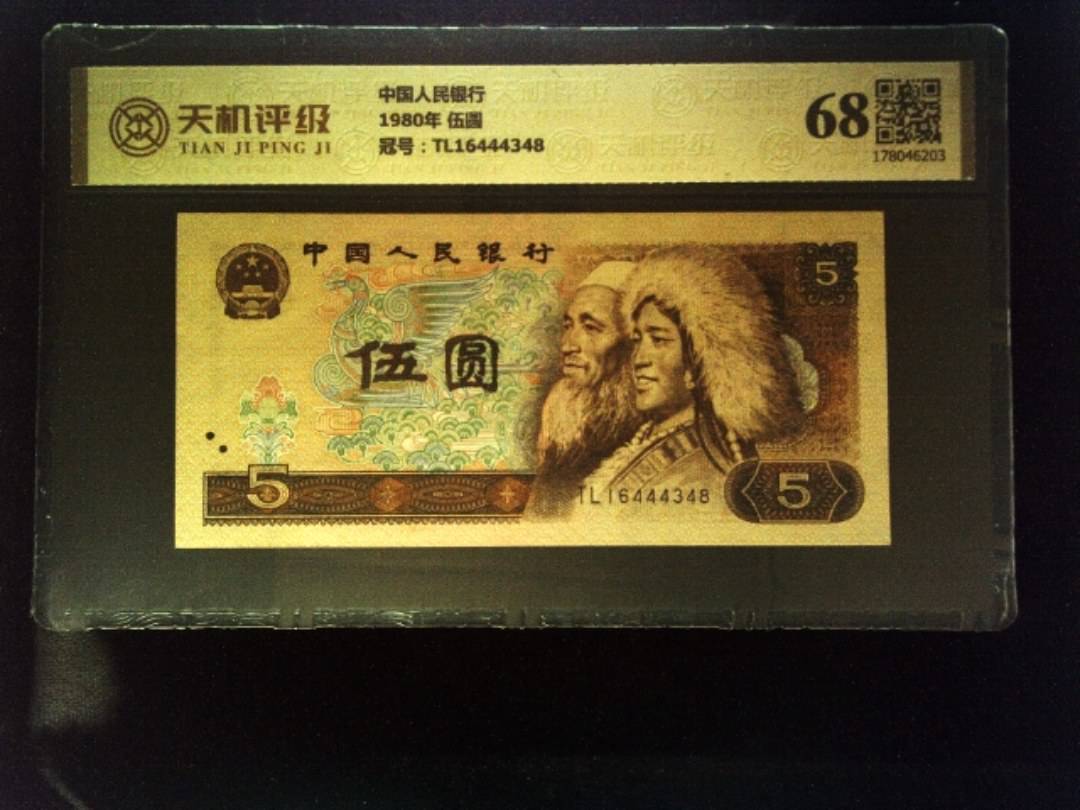 天机评级
TIAN JI PING JI
中国人民银行
1980年 伍圆
冠号：TL16444348
68
178046203
中国人民银行
5
伍圆
5
TL16444348
5